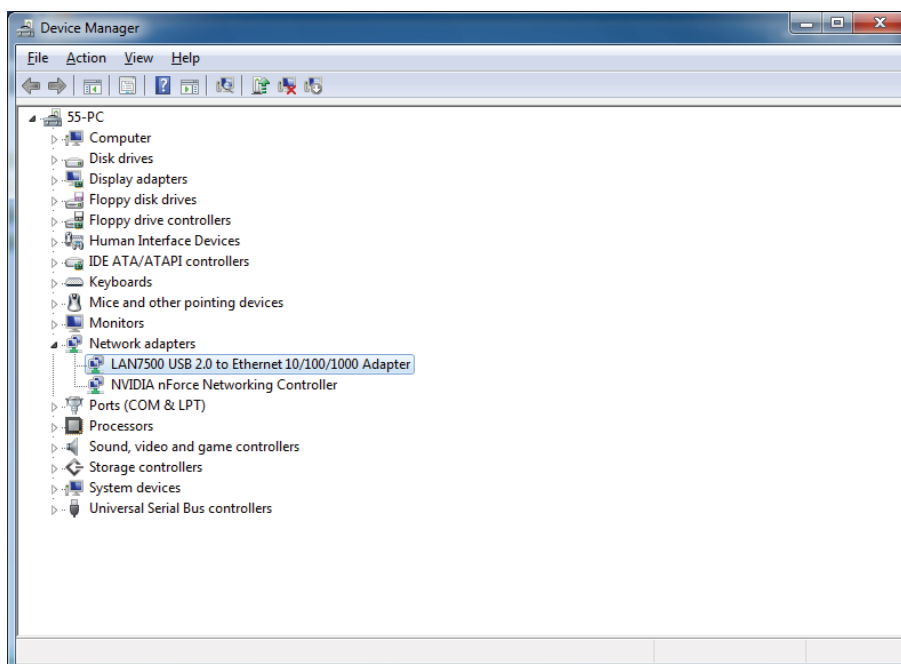 Device Manager
File Action View Help
55-PC
Computer
Disk drives
Display adapters
Floppy disk drives
Floppy drive controllers
Human Interface Devices
IDE ATA/ATAPI controllers
Keyboards
Mice and other pointing devices
Monitors
Network adapters
LAN7500 USB 2.0 to Ethernet 10/100/1000 Adapter
NVIDIA nForce Networking Controller
Ports (COM & LPT)
Processors
Sound, video and game controllers
Storage controllers
System devices
Universal Serial Bus controllers